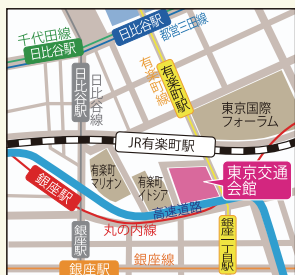 千代田線
日比谷駅
日比谷駅
都営三田線
日比谷駅
日比谷線
有楽町線
有楽町駅
東京国際
フォーラム
JR有楽町駅
有楽町
マリオン
有楽町
イトシア
東京交通
会館
銀座駅
高速道路
丸の内線
銀座駅
銀座線
銀座駅
銀座一丁目駅